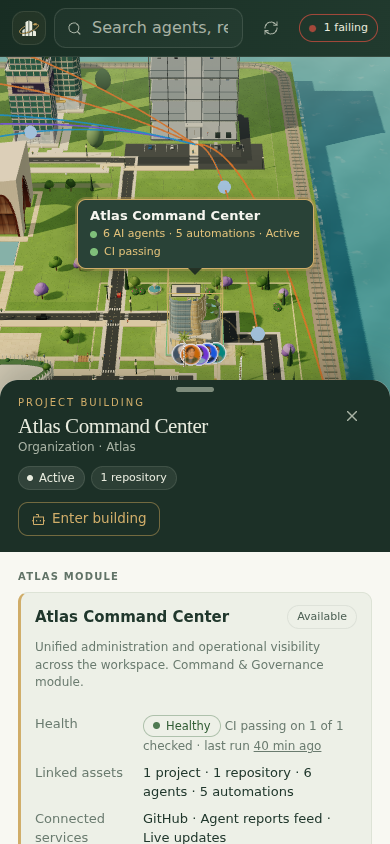 Search agents, re
1 failing
Atlas Command Center
6 AI agents · 5 automations · Active
CI passing
PROJECT BUILDING
Atlas Command Center
Organization · Atlas
Active
1 repository
Enter building
ATLAS MODULE
Atlas Command Center
Available
Unified administration and operational visibility
across the workspace. Command & Governance
module.
Health
Healthy CI passing on 1 of 1
checked · last run 40 min ago
Linked assets
1 project · 1 repository · 6
agents · 5 automations
Connected
services
GitHub · Agent reports feed ·
Live updates